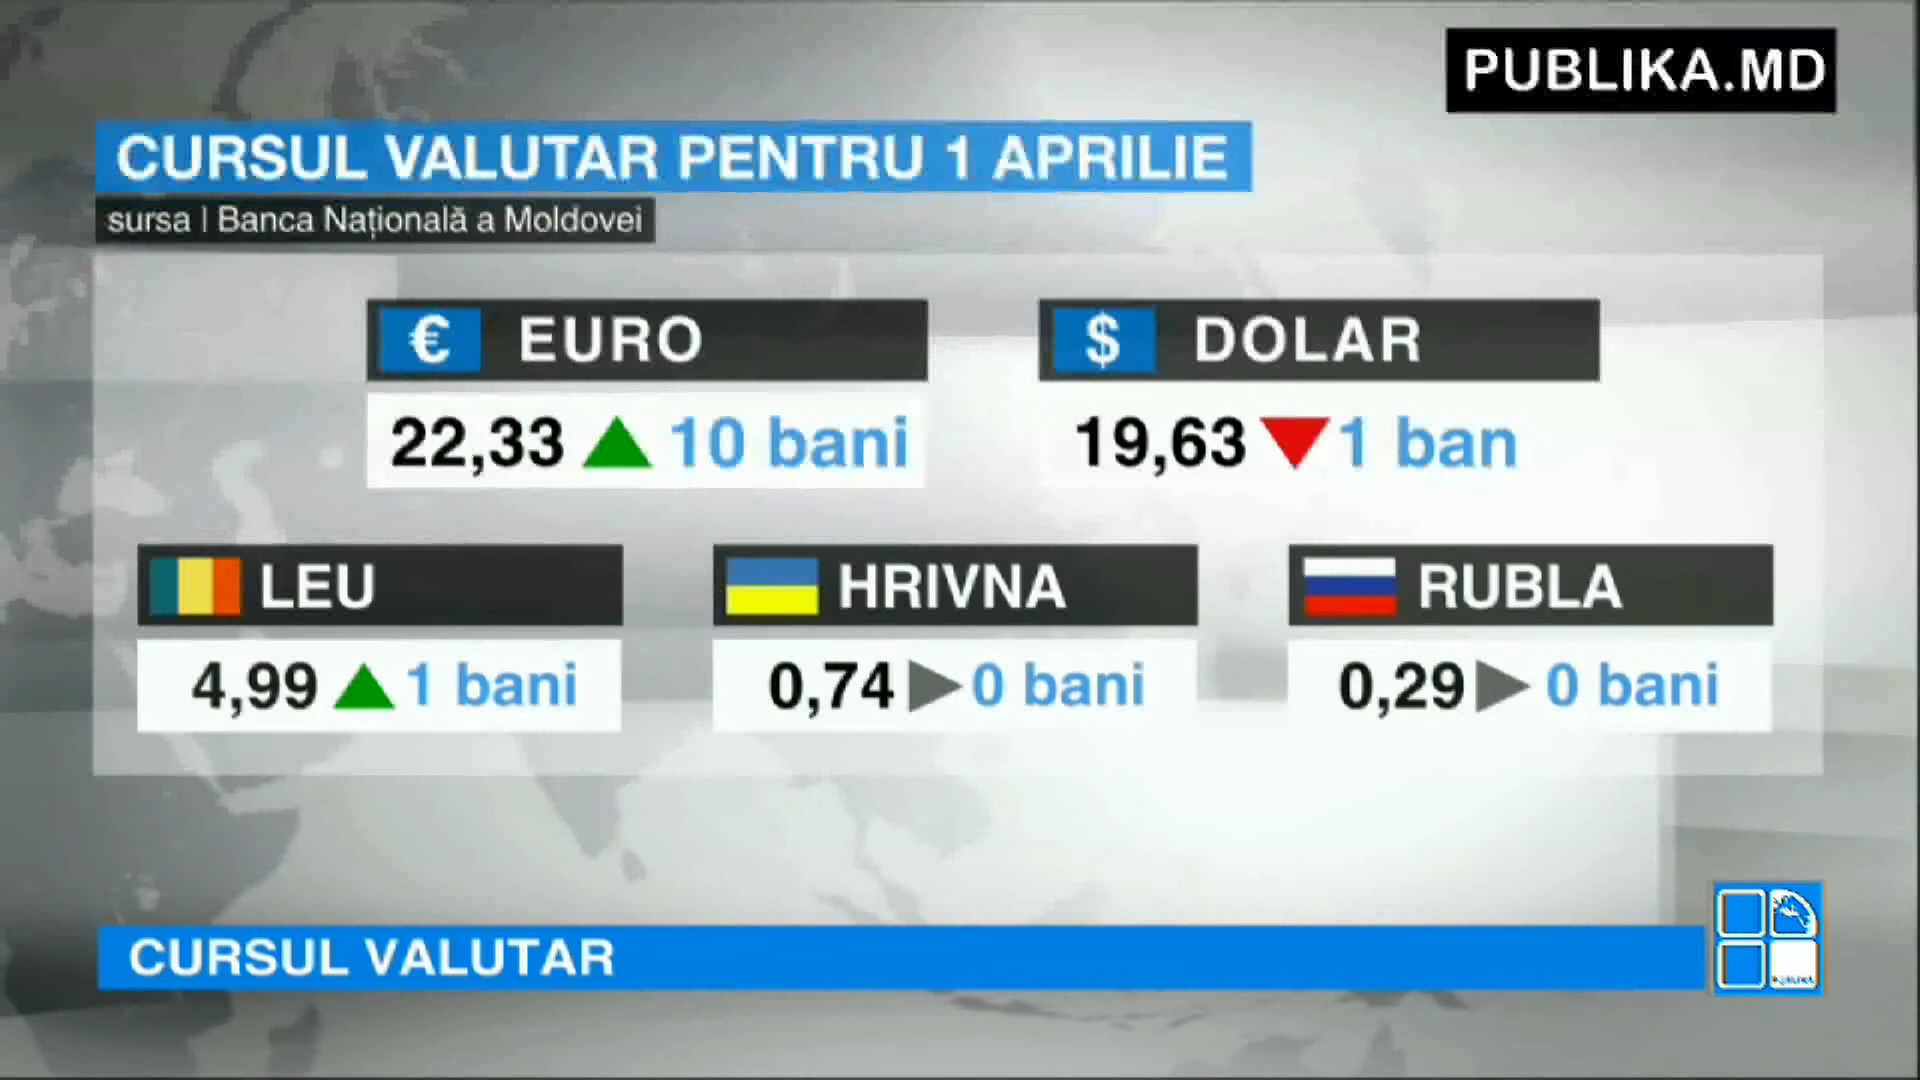 PUBLIKA.MD
CURSUL VALUTAR PENTRU 1 APRILIE
sursa | Banca Națională a Moldovei
€ EURO
$ DOLAR
22,33 10 bani
19,63 1 ban
LEU
HRIVNA
RUBLA
4,99 1 bani
0,74 0 bani
0,29 0 bani
CURSUL VALUTAR
PUBLIKA